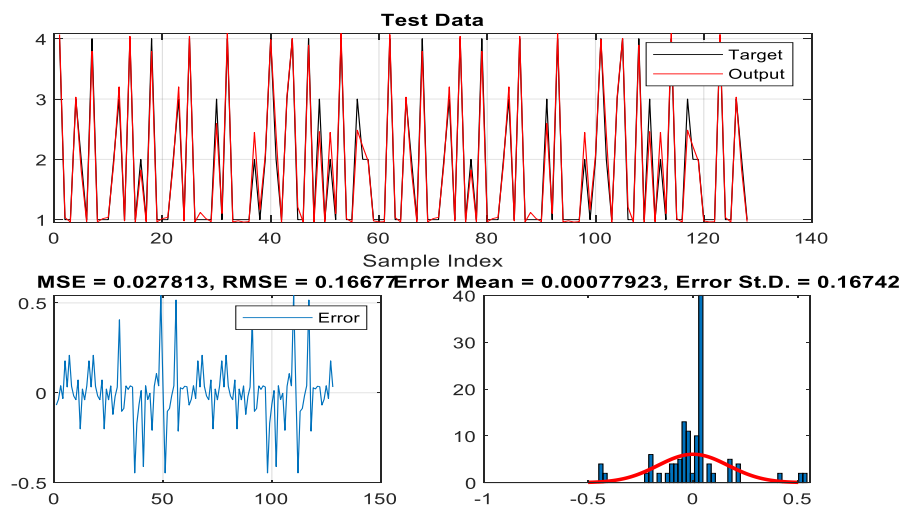 Test Data
4
3
2
1
Target
Output
0 20 40 60 80 100 120 140
Sample Index
MSE = 0.027813, RMSE = 0.16677
Error Mean = 0.00077923, Error St.D. = 0.16742
0.5
0
-0.5
Error
0 50 100 150
40
30
20
10
0
-1 -0.5 0 0.5